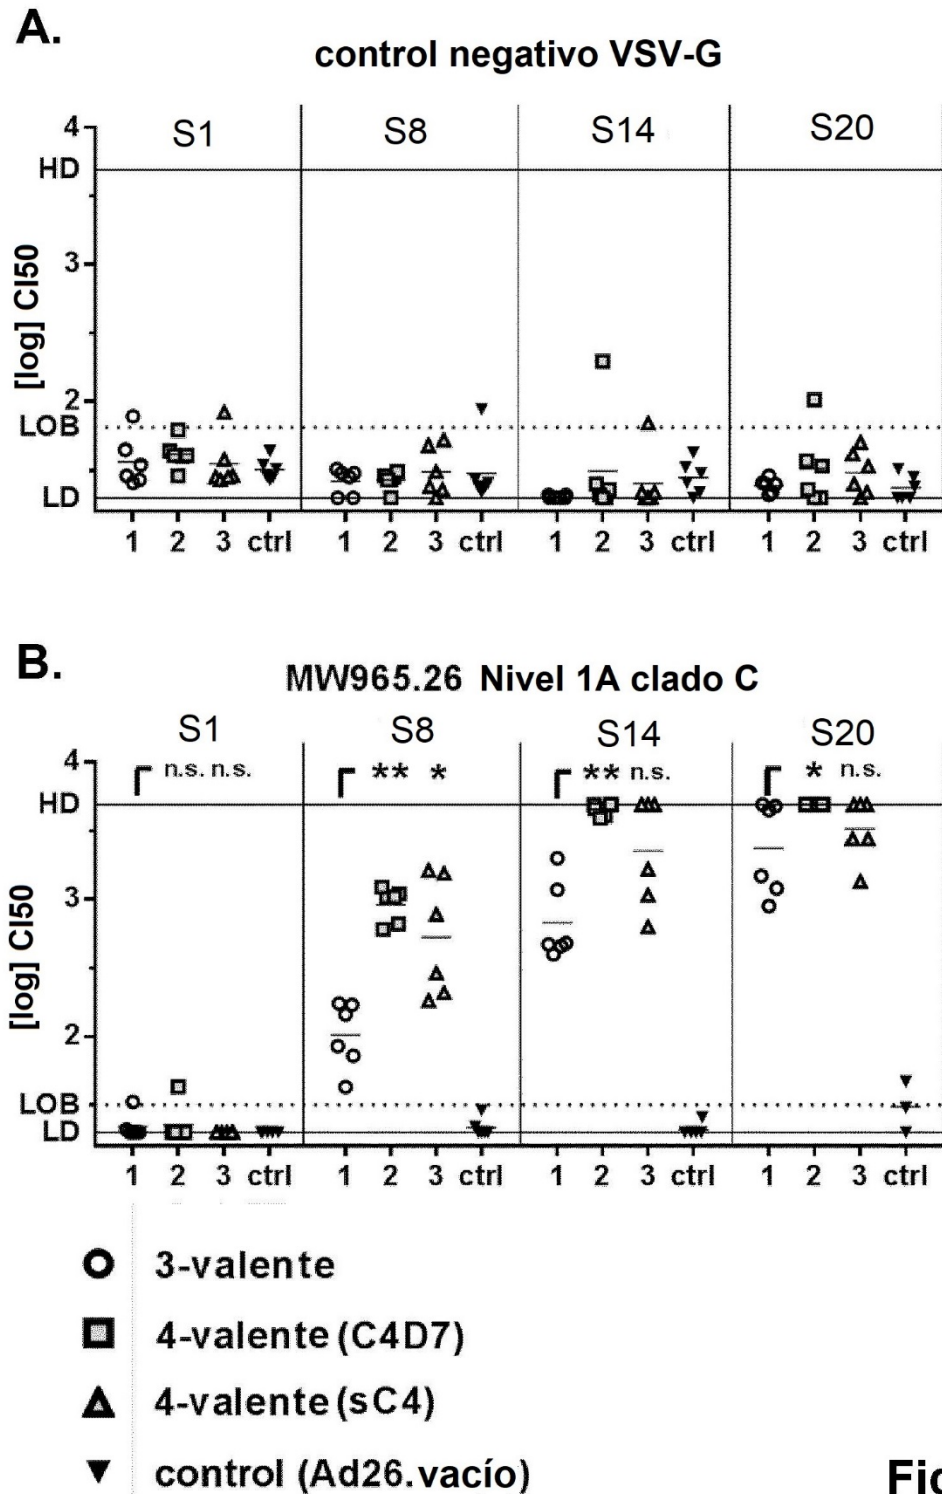 A.
control negativo VSV-G
S1 S8 S14 S20
4
HD
3
[log] CI50
2
LOB
LD
1 2 3 ctrl 1 2 3 ctrl 1 2 3 ctrl 1 2 3 ctrl
B.
MW965.26 Nivel 1A clado C
S1 S8 S14 S20
n.s. n.s. ** * ** n.s. * n.s.
4
HD
3
[log] CI50
2
LOB
LD
1 2 3 ctrl 1 2 3 ctrl 1 2 3 ctrl 1 2 3 ctrl
3-valente
4-valente (C4D7)
4-valente (sC4)
control (Ad26.vacío)
Fig